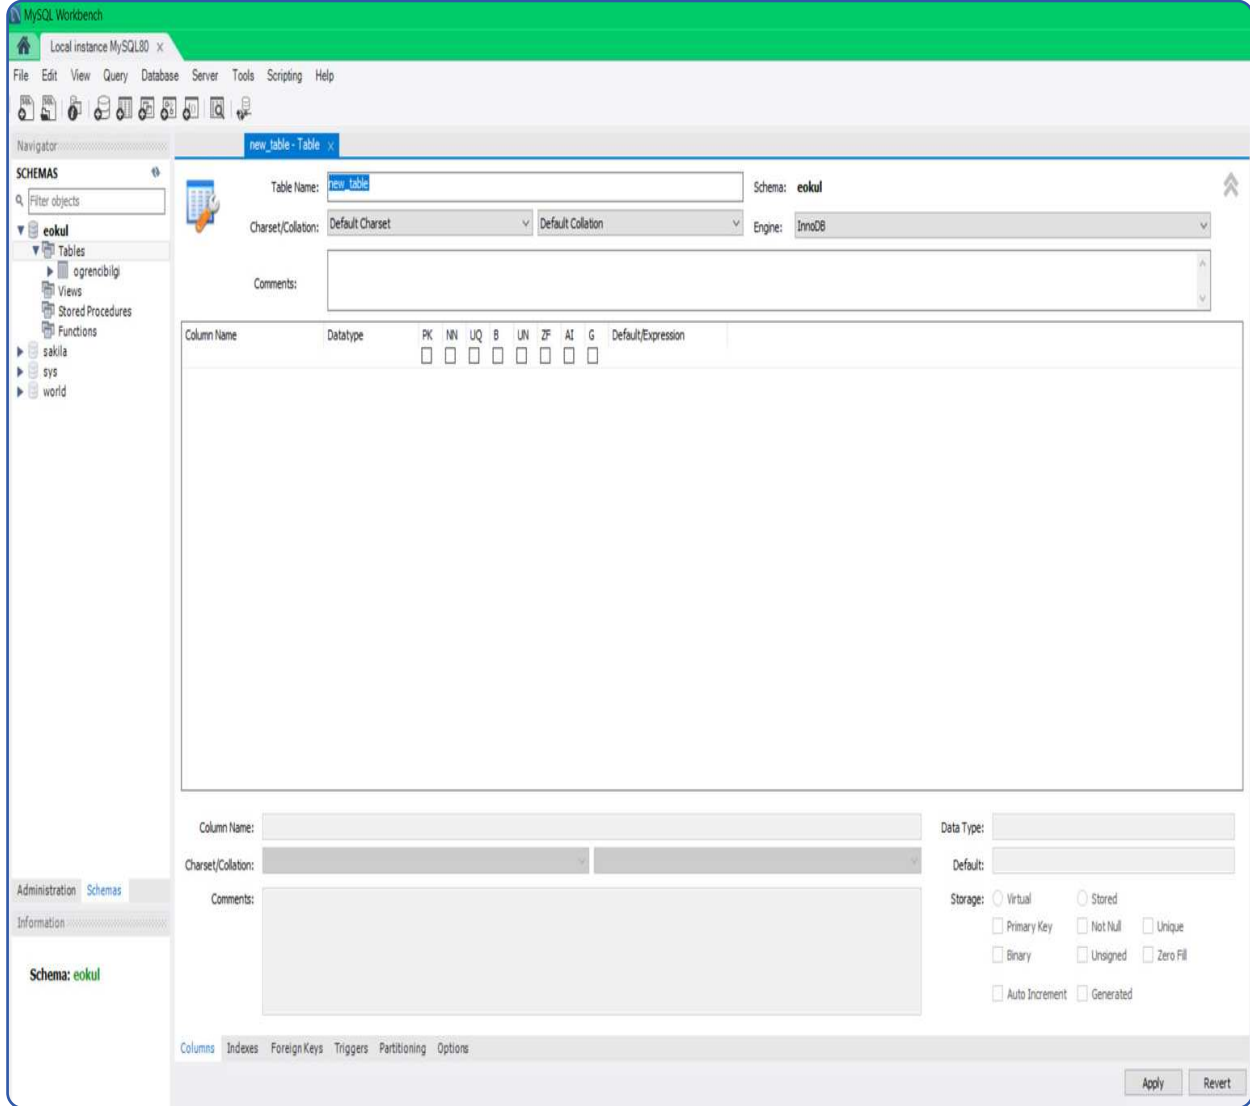 MySQL Workbench
Local instance MySQL80 x
File Edit View Query Database Server Tools Scripting Help
Navigator
SCHEMAS
Filter objects
eokul
Tables
ogrencibilgi
Views
Stored Procedures
Functions
sakila
sys
world
Administration Schemas
Information
Schema: eokul
new_table - Table x
Table Name: new_table Schema: eokul
Charset/Collation: Default Charset Default Collation Engine: InnoDB
Comments:
Column Name Datatype PK NN UQ B UN ZF AI G Default/Expression
Column Name: Data Type:
Charset/Collation: Default:
Comments: Storage: Virtual Stored
Primary Key Not Null Unique
Binary Unsigned Zero Fill
Auto Increment Generated
Columns Indexes Foreign Keys Triggers Partitioning Options
Apply Revert